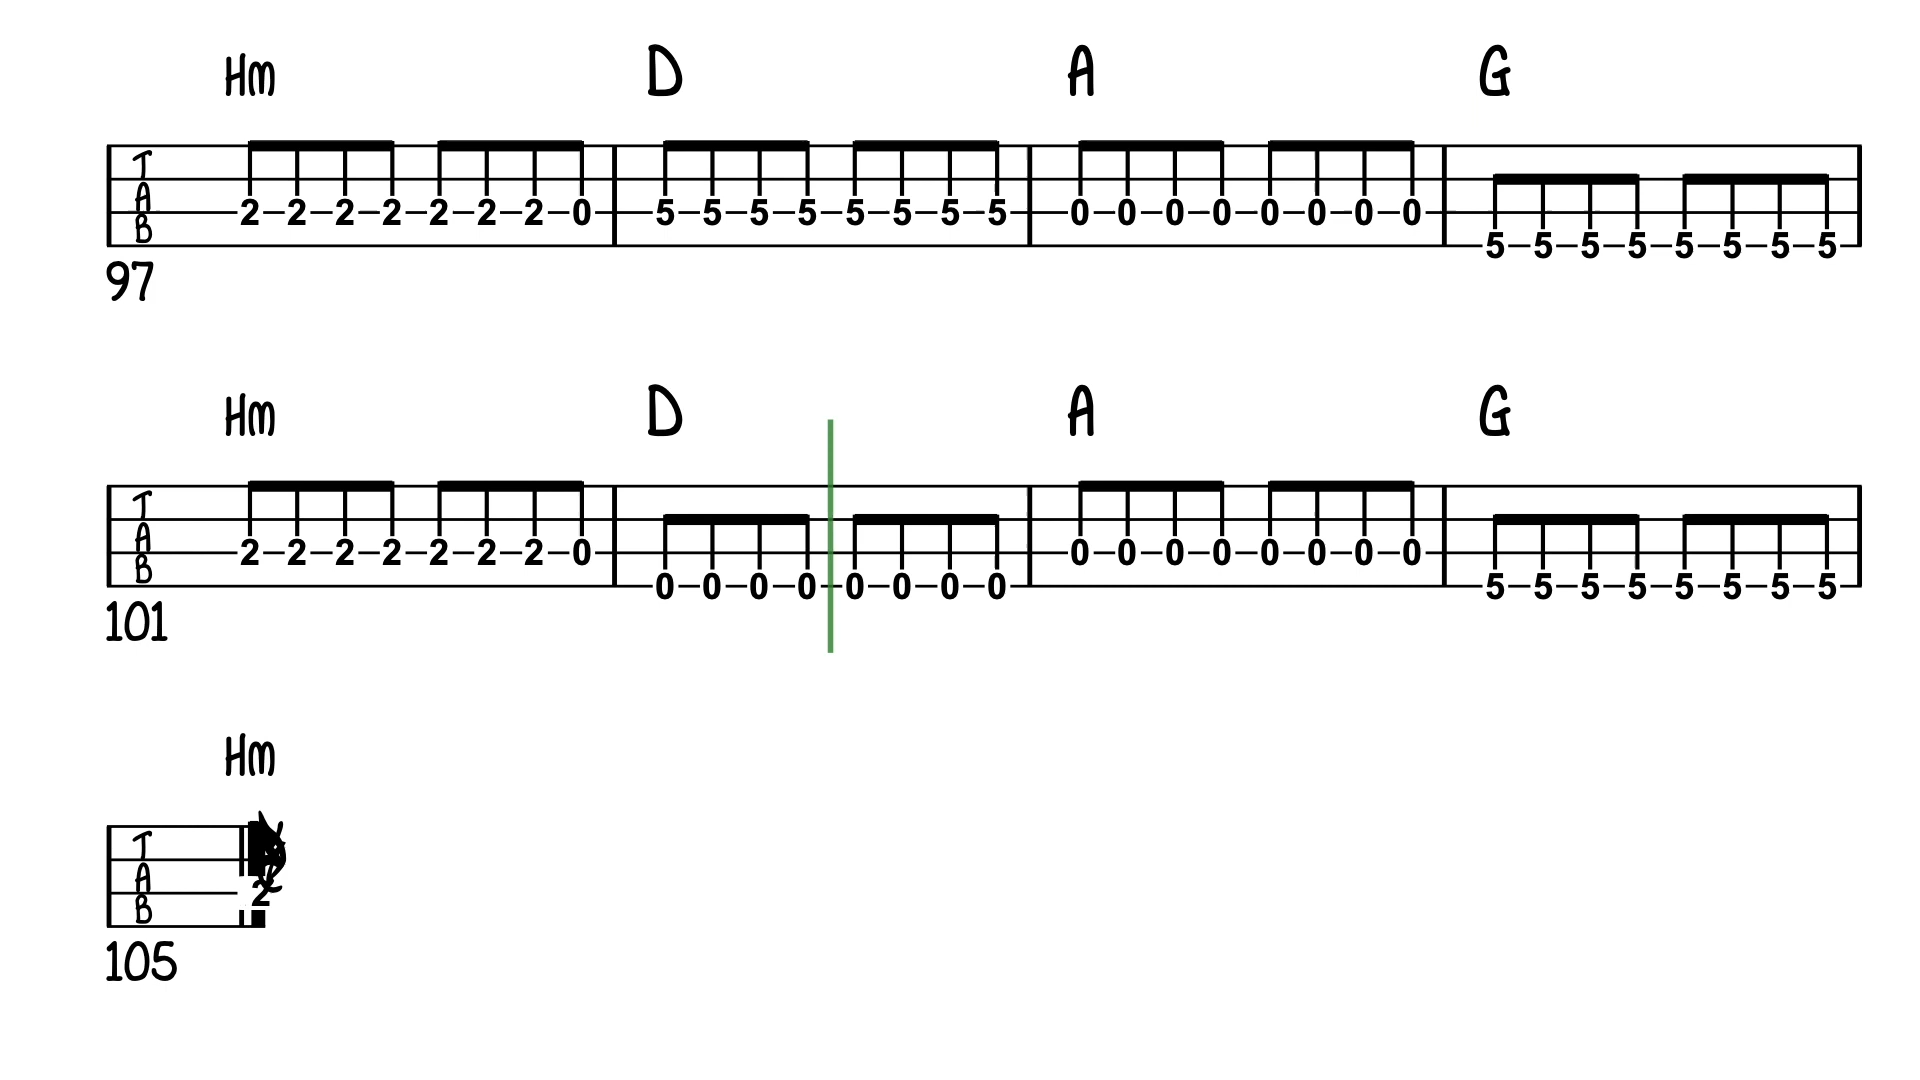 Hm D A G
T
A 2 2 2 2 2 2 2 0 5 5 5 5 5 5 5 5 0 0 0 0 0 0 0 0
B 5 5 5 5 5 5 5 5
97
Hm D A G
T
A 2 2 2 2 2 2 2 0 0 0 0 0 0 0 0 0
B 0 0 0 0 0 0 0 0 5 5 5 5 5 5 5 5
101
Hm
T
A 2
B
105